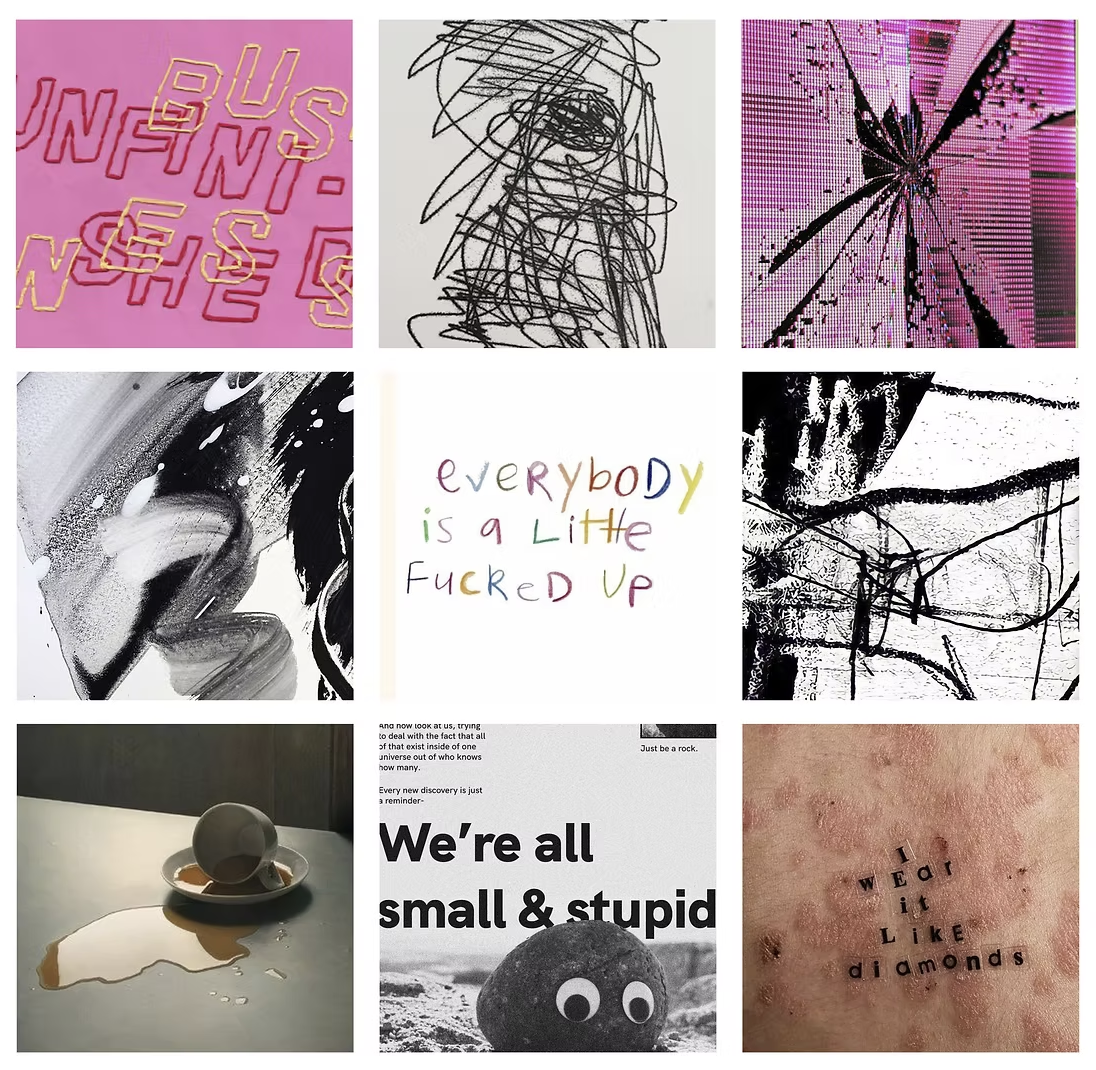 BUS-
UNFINI-
NESS
SHED
everybody
is a Little
FucKeD UP
And now look at us, trying
to deal with the fact that all
of that exist inside of one
universe out of who knows
how many.
Every new discovery is just
a reminder-
Just be a rock.
We're all
small & stupid
I
wEar
it
LikE
diamonds